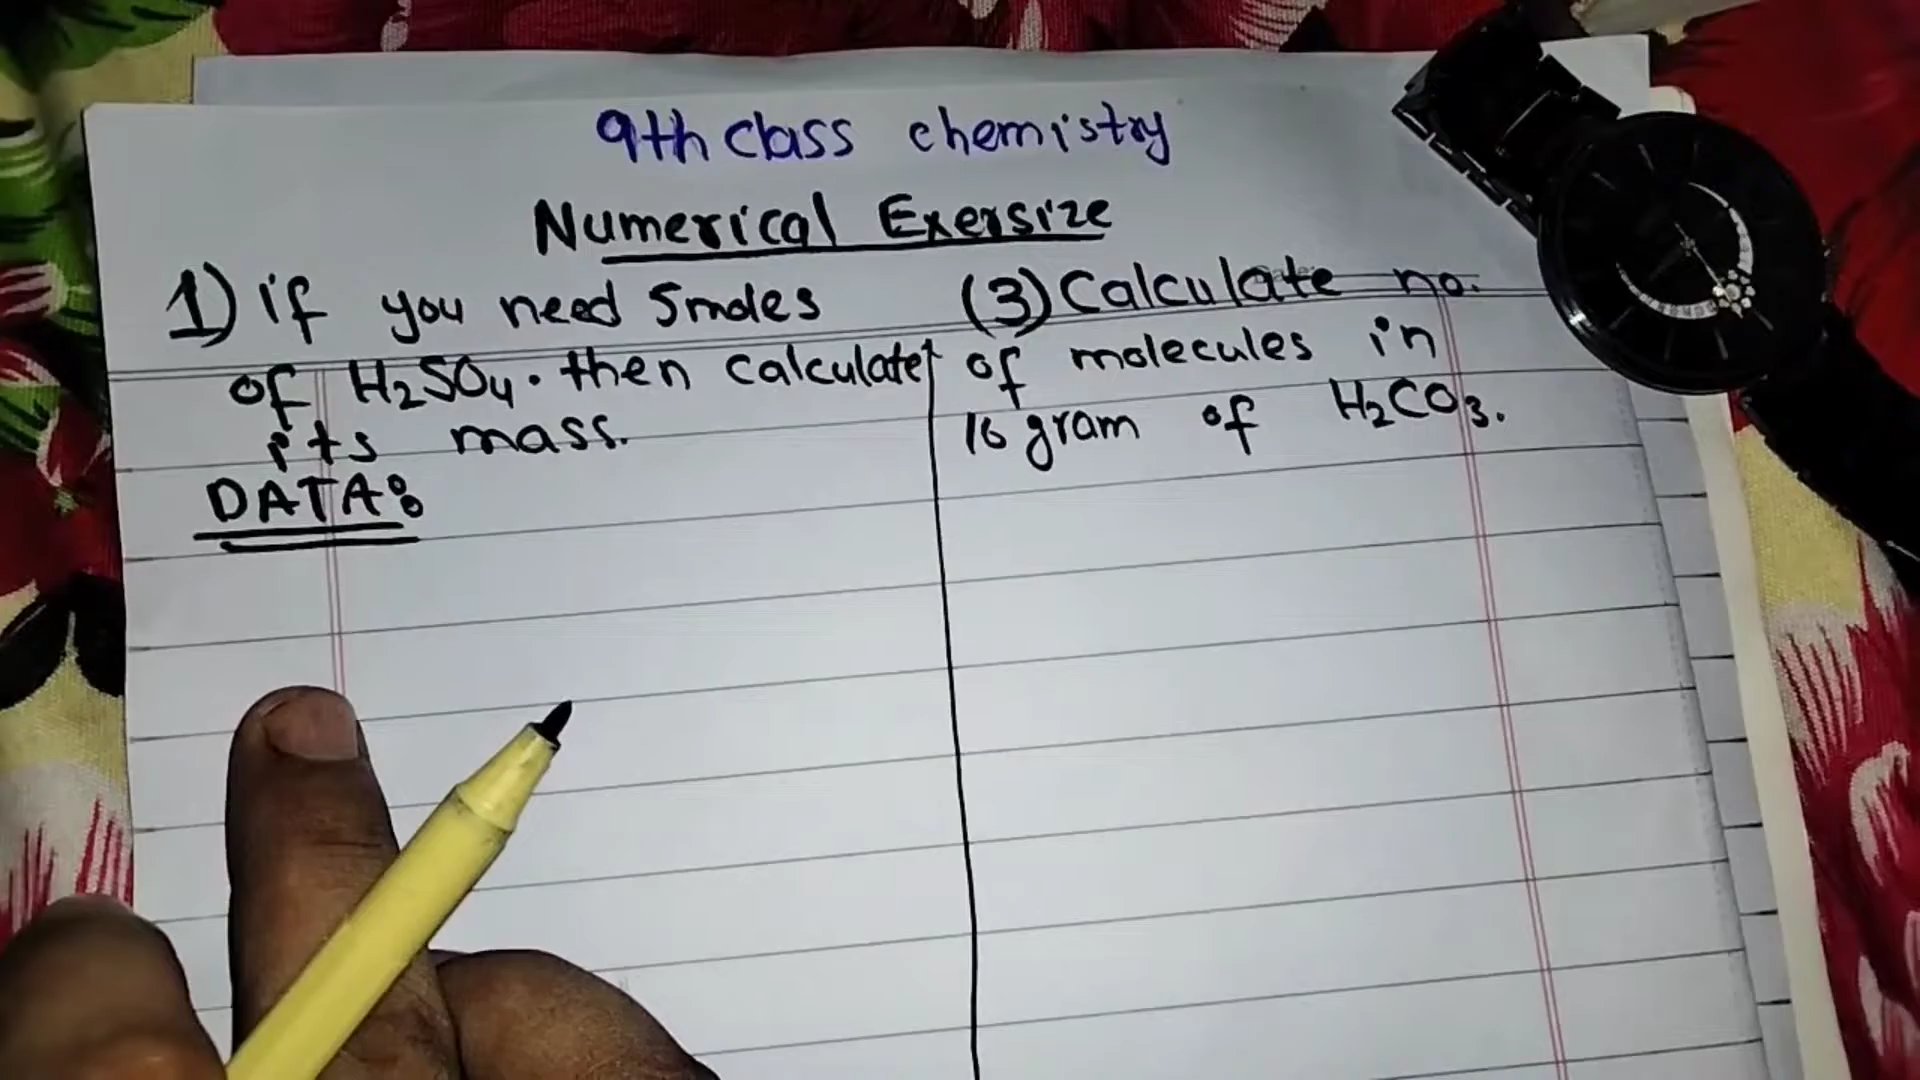 9th class chemistry
Numerical Exersize
1) if you need 5moles
of H₂SO₄. then calculate
its mass.
DATA:
(3) Calculate no.
of molecules in
16 gram of H₂CO₃.